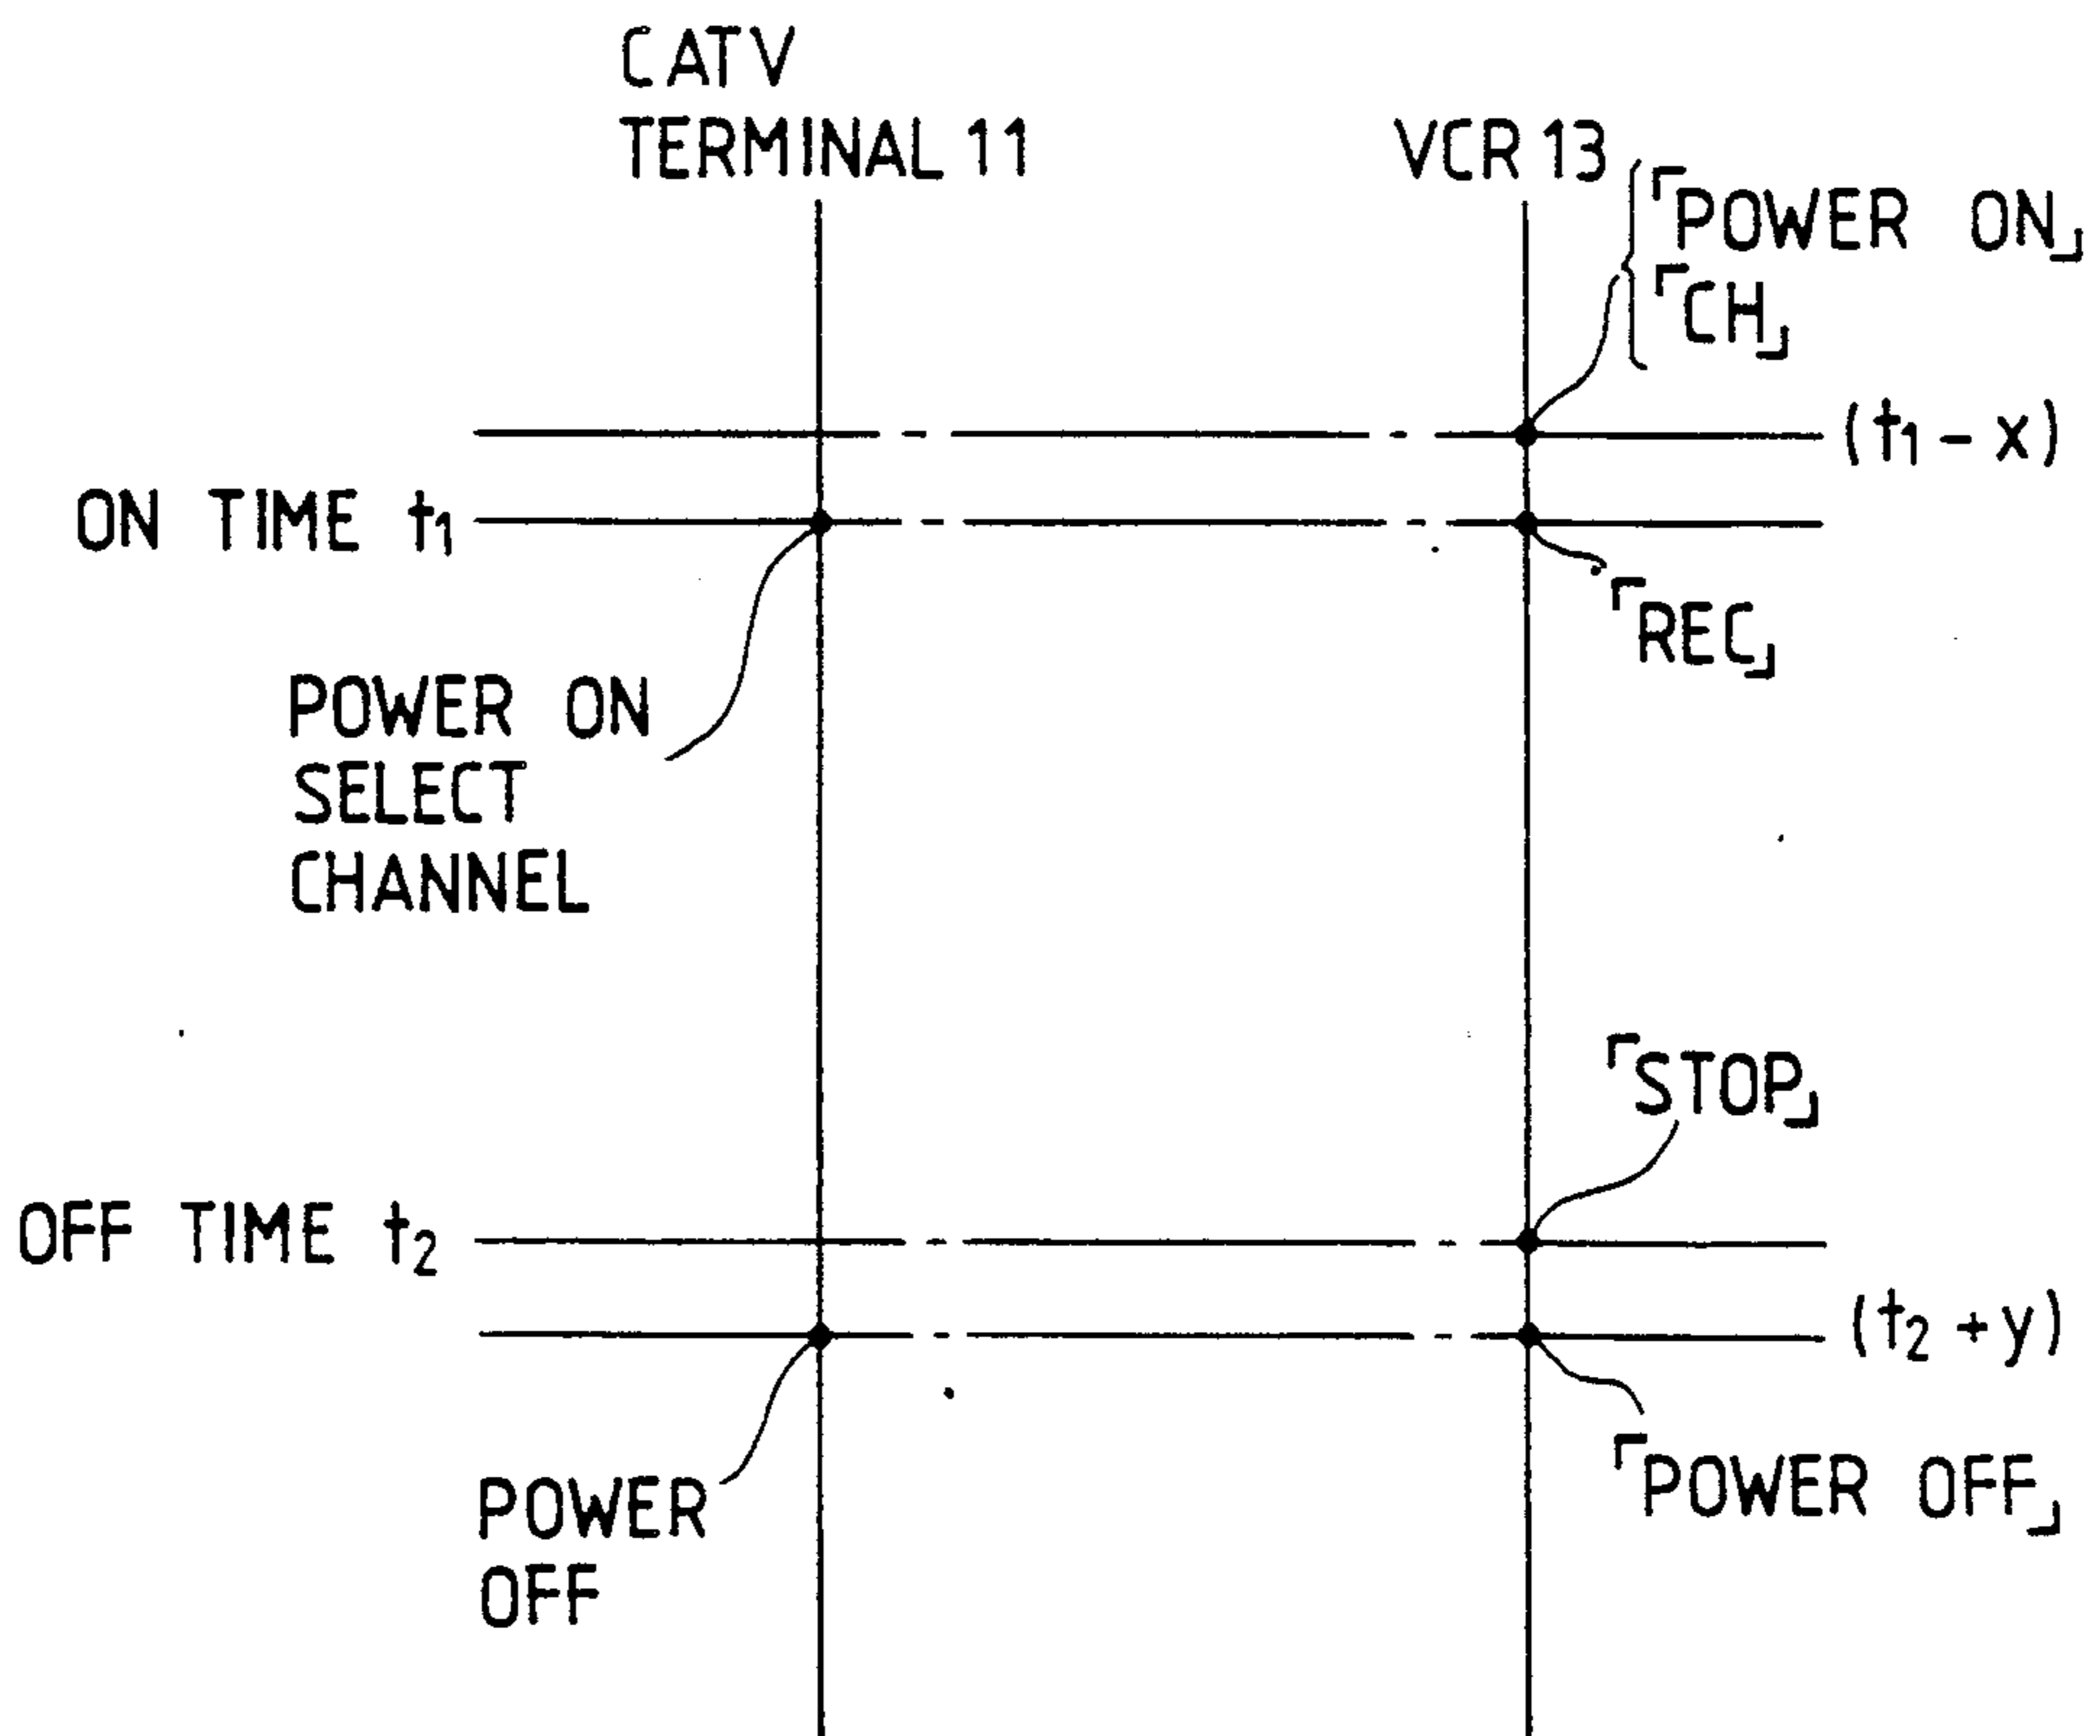 CATV
TERMINAL 11
VCR 13
「POWER ON」
「CH」
(t₁ - x)
ON TIME t₁
「REC」
POWER ON
SELECT
CHANNEL
「STOP」
OFF TIME t₂
(t₂ + y)
「POWER OFF」
POWER
OFF